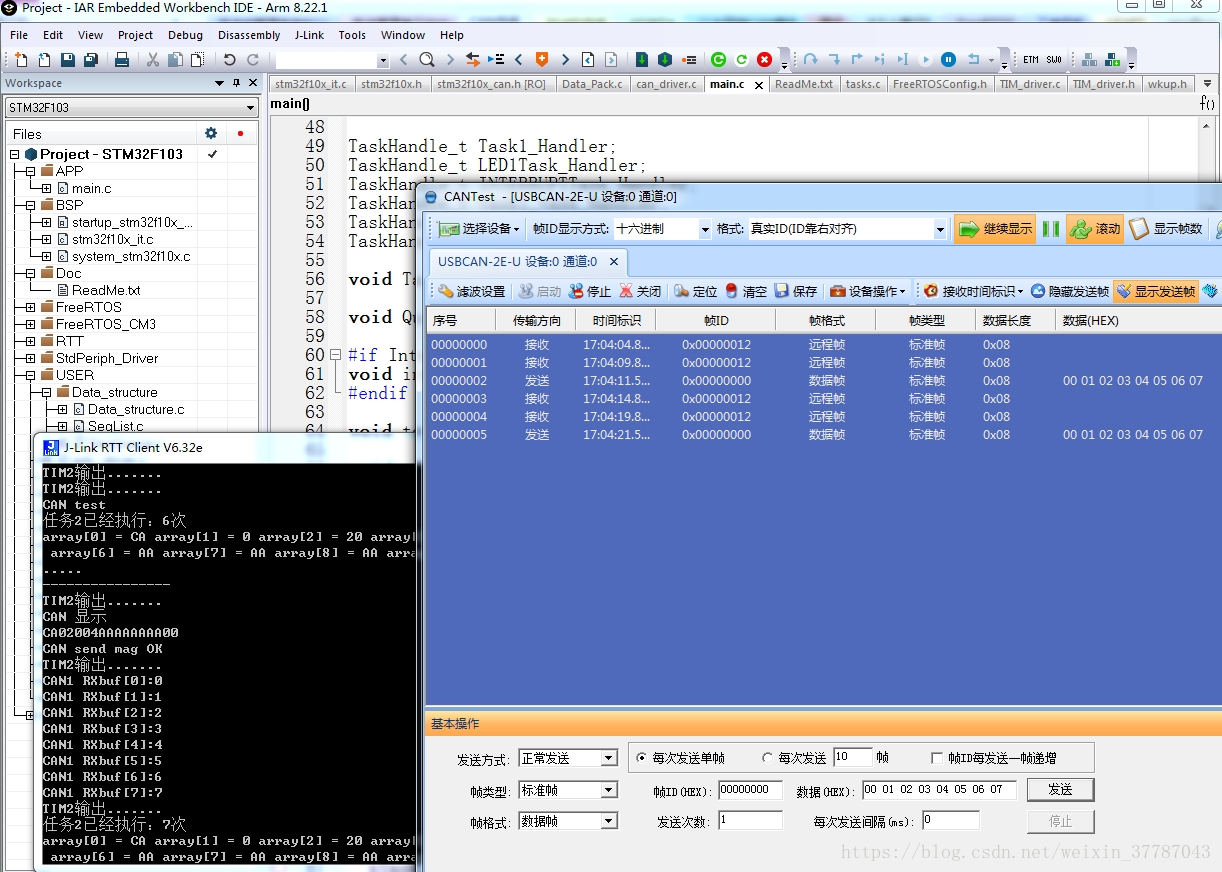 Project - IAR Embedded Workbench IDE - Arm 8.22.1
File Edit View Project Debug Disassembly J-Link Tools Window Help
ETM SWO
Workspace
stm32f10x_it.c stm32f10x.h stm32f10x_can.h [RO] Data_Pack.c can_driver.c main.c ReadMe.txt tasks.c FreeRTOSConfig.h TIM_driver.c TIM_driver.h wkup.h
STM32F103
main() f()
Files
Project - STM32F103
APP
main.c
BSP
startup_stm32f10x_...
stm32f10x_it.c
system_stm32f10x.c
Doc
ReadMe.txt
FreeRTOS
FreeRTOS_CM3
RTT
StdPeriph_Driver
USER
Data_structure
Data_structure.c
SeqList.c
48
49 TaskHandle_t Task1_Handler;
50 TaskHandle_t LED1Task_Handler;
51 TaskHandle_t INTERRUPTTask_Handler
52 TaskHan
53 TaskHan
54 TaskHan
55
56 void Ta
57
58 void Qu
59
60 #if Int
61 void in
62 #endif
63
64 void t
CANTest - [USBCAN-2E-U 设备:0 通道:0]
选择设备 帧ID显示方式: 十六进制 格式: 真实ID(ID靠右对齐) 继续显示 滚动 显示帧数
USBCAN-2E-U 设备:0 通道:0
滤波设置 启动 停止 关闭 定位 清空 保存 设备操作 接收时间标识 隐藏发送帧 显示发送帧
序号 传输方向 时间标识 帧ID 帧格式 帧类型 数据长度 数据(HEX)
00000000 接收 17:04:04.8... 0x00000012 远程帧 标准帧 0x08
00000001 接收 17:04:09.8... 0x00000012 远程帧 标准帧 0x08
00000002 发送 17:04:11.5... 0x00000000 数据帧 标准帧 0x08 00 01 02 03 04 05 06 07
00000003 接收 17:04:14.8... 0x00000012 远程帧 标准帧 0x08
00000004 接收 17:04:19.8... 0x00000012 远程帧 标准帧 0x08
00000005 发送 17:04:21.5... 0x00000000 数据帧 标准帧 0x08 00 01 02 03 04 05 06 07
J-Link RTT Client V6.32e
TIM2输出.......
TIM2输出.......
CAN test
任务2已经执行：6次
array[0] = CA array[1] = 0 array[2] = 20 array[
array[6] = AA array[7] = AA array[8] = AA arra
.....
----------------
TIM2输出.......
CAN 显示
CA02004AAAAAAAA00
CAN send mag OK
TIM2输出.......
CAN1 RXbuf[0]:0
CAN1 RXbuf[1]:1
CAN1 RXbuf[2]:2
CAN1 RXbuf[3]:3
CAN1 RXbuf[4]:4
CAN1 RXbuf[5]:5
CAN1 RXbuf[6]:6
CAN1 RXbuf[7]:7
TIM2输出.......
任务2已经执行：7次
array[0] = CA array[1] = 0 array[2] = 20 array[
array[6] = AA array[7] = AA array[8] = AA arra
基本操作
发送方式: 正常发送 每次发送单帧 每次发送 10 帧 帧ID每发送一帧递增
帧类型: 标准帧 帧ID(HEX): 00000000 数据(HEX): 00 01 02 03 04 05 06 07 发送
帧格式: 数据帧 发送次数: 1 每次发送间隔(ms): 0 停止
https://blog.csdn.net/weixin_37787043